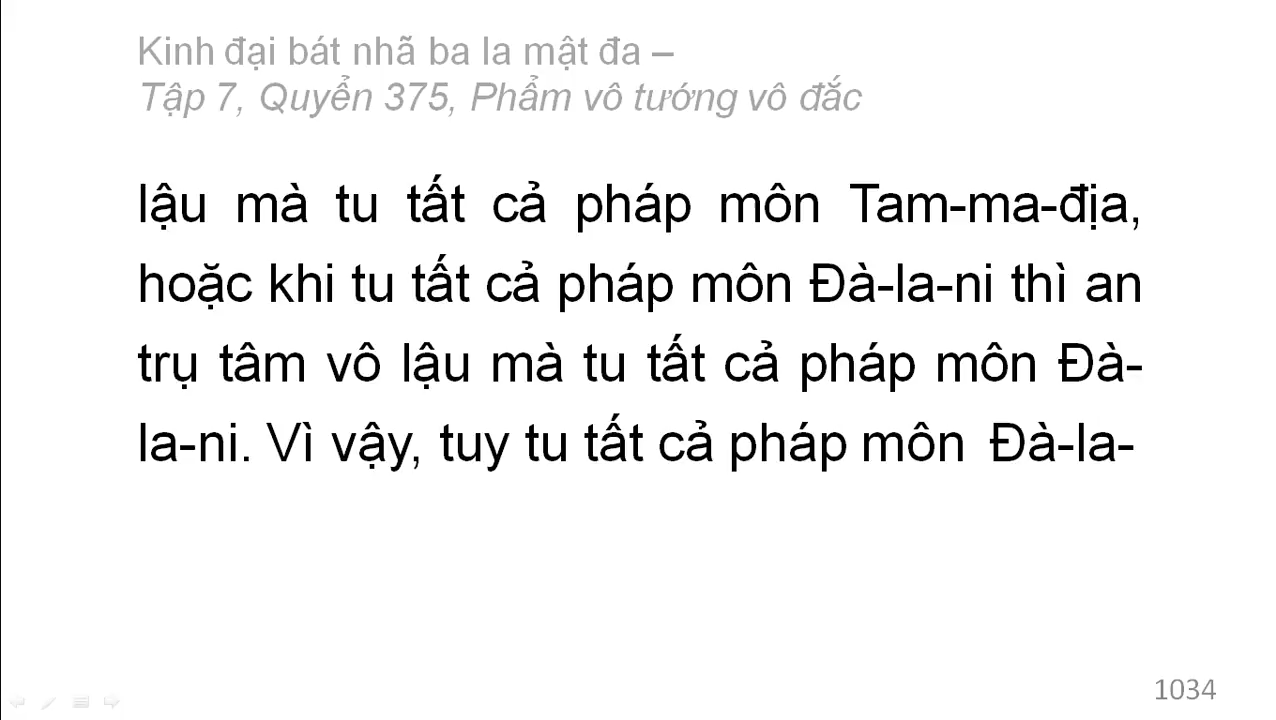 Kinh đại bát nhã ba la mật đa –
Tập 7, Quyển 375, Phẩm vô tướng vô đắc
lậu mà tu tất cả pháp môn Tam-ma-địa,
hoặc khi tu tất cả pháp môn Đà-la-ni thì an
trụ tâm vô lậu mà tu tất cả pháp môn Đà-
la-ni. Vì vậy, tuy tu tất cả pháp môn Đà-la-
1034